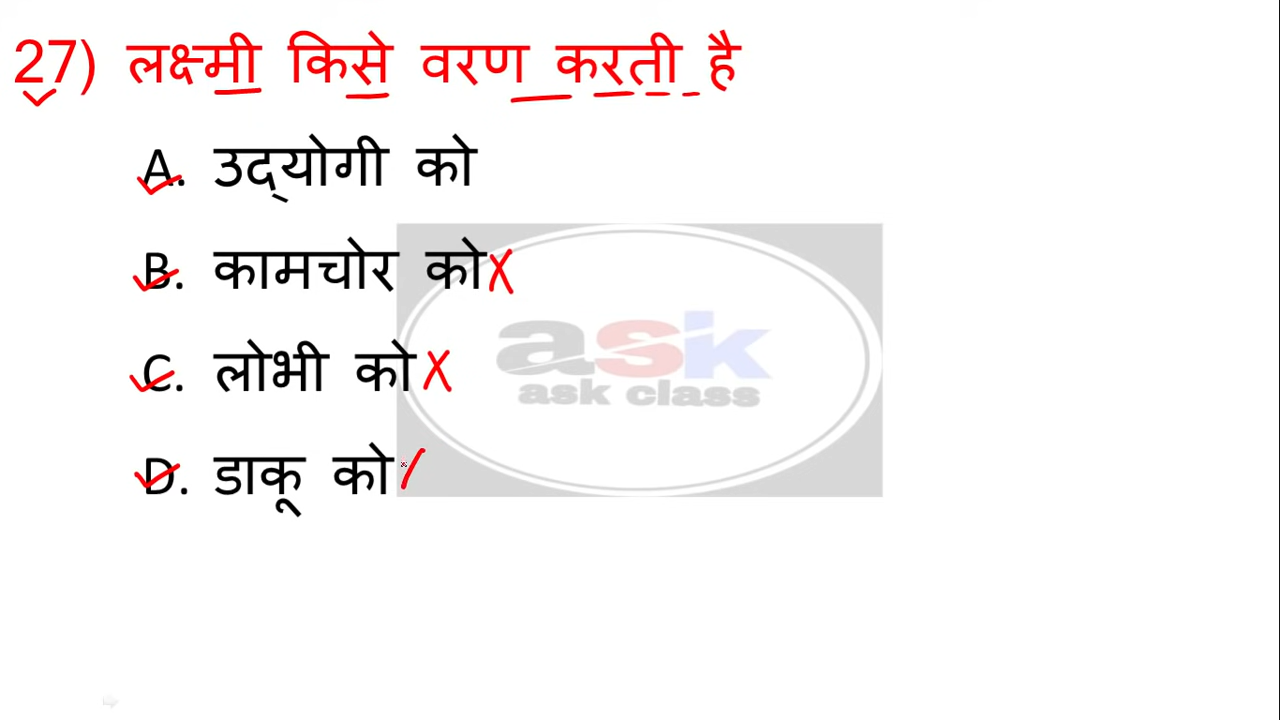 27) लक्ष्मी किसे वरण करती है
A. उद्‌योगी को
B. कामचोर को X
C. लोभी को X
D. डाकू को
ask
ask class